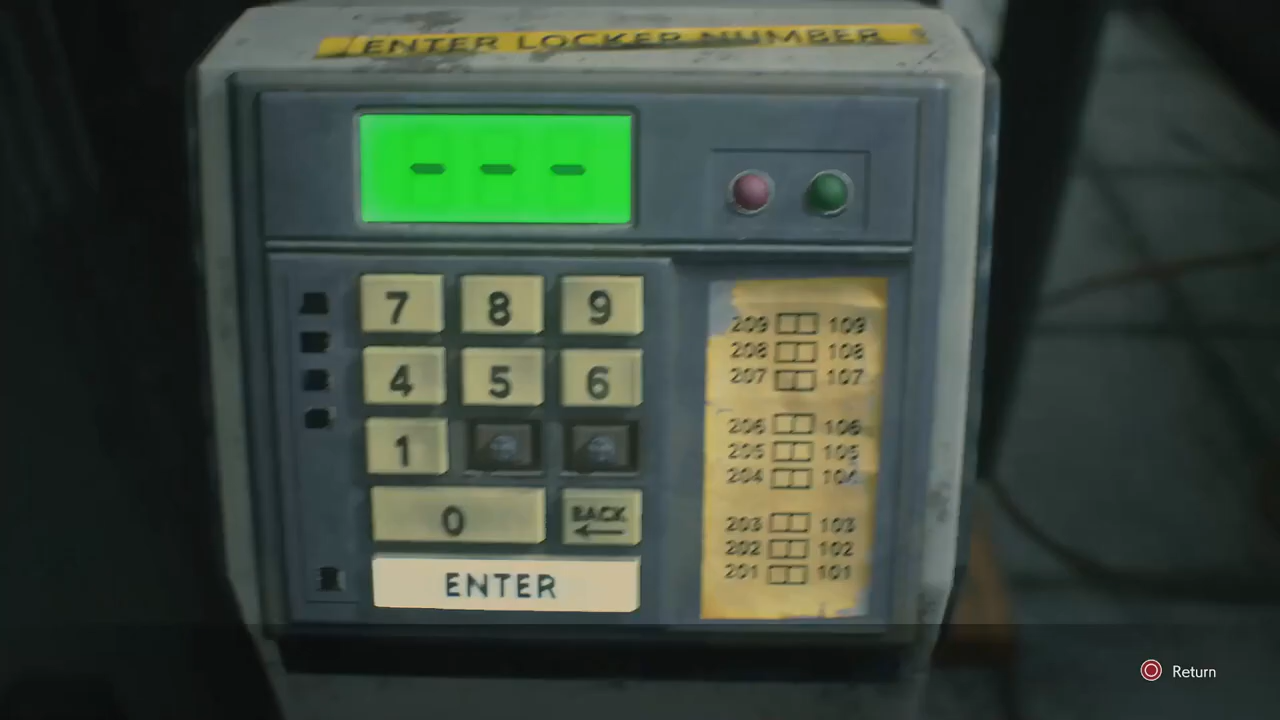 ENTER LOCKER NUMBER
- - -
7 8 9
4 5 6
1
0 BACK
ENTER
209 109
208 108
207 107
206 106
205 105
204 104
203 103
202 102
201 101
Return